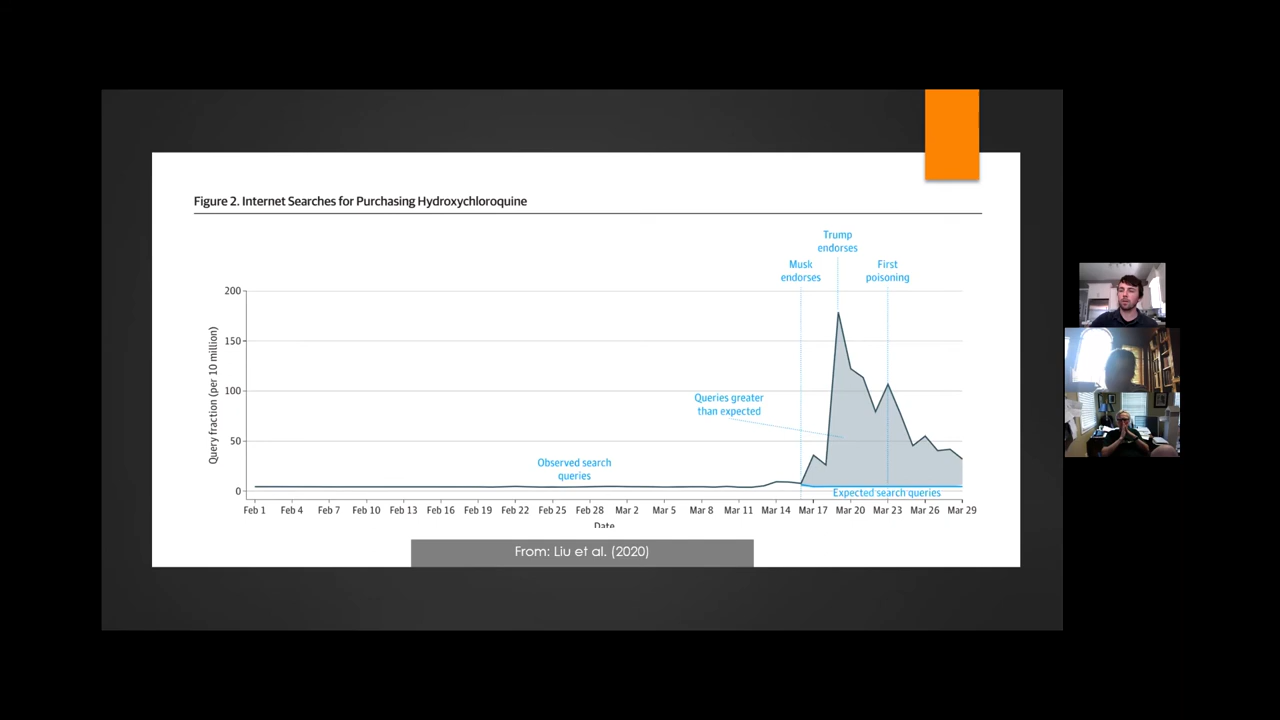 Figure 2. Internet Searches for Purchasing Hydroxychloroquine
Trump
endorses
Musk
endorses
First
poisoning
200
150
100
50
0
Query fraction (per 10 million)
Queries greater
than expected
Observed search
queries
Expected search queries
Feb 1 Feb 4 Feb 7 Feb 10 Feb 13 Feb 16 Feb 19 Feb 22 Feb 25 Feb 28 Mar 2 Mar 5 Mar 8 Mar 11 Mar 14 Mar 17 Mar 20 Mar 23 Mar 26 Mar 29
Date
From: Liu et al. (2020)